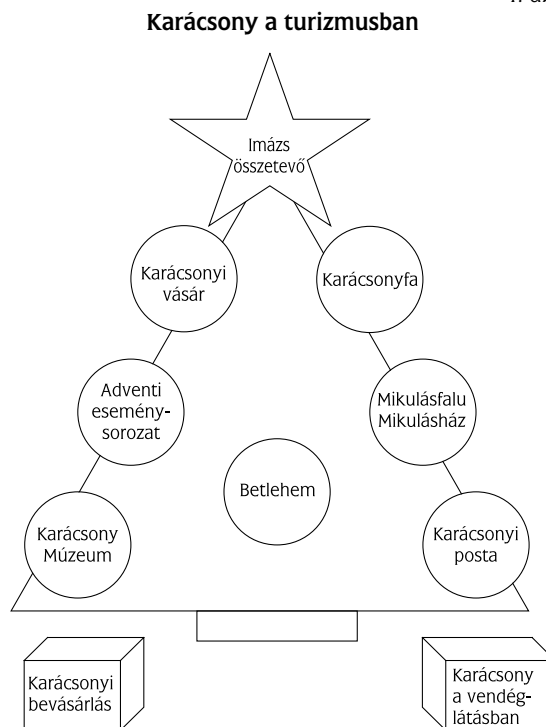 Karácsony a turizmusban
Imázs
összetevő
Karácsonyi
vásár
Karácsonyfa
Adventi
esemény-
sorozat
Mikulásfalu
Mikulásház
Betlehem
Karácsony
Múzeum
Karácsonyi
posta
Karácsonyi
bevásárlás
Karácsony
a vendég-
látásban